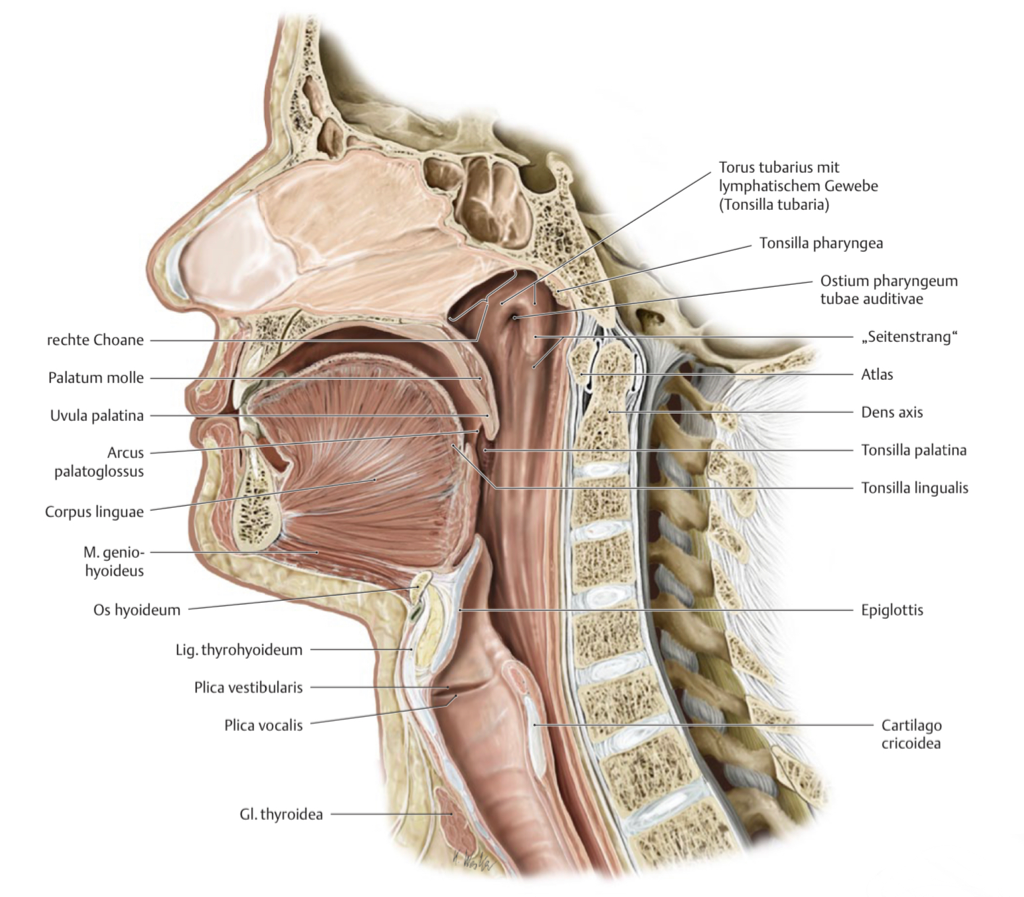 Torus tubarius mit
lymphatischem Gewebe
(Tonsilla tubaria)
Tonsilla pharyngea
Ostium pharyngeum
tubae auditivae
„Seitenstrang“
Atlas
Dens axis
Tonsilla palatina
Tonsilla lingualis
Epiglottis
Cartilago
cricoidea
rechte Choane
Palatum molle
Uvula palatina
Arcus
palatoglossus
Corpus linguae
M. genio-
hyoideus
Os hyoideum
Lig. thyrohyoideum
Plica vestibularis
Plica vocalis
Gl. thyroidea